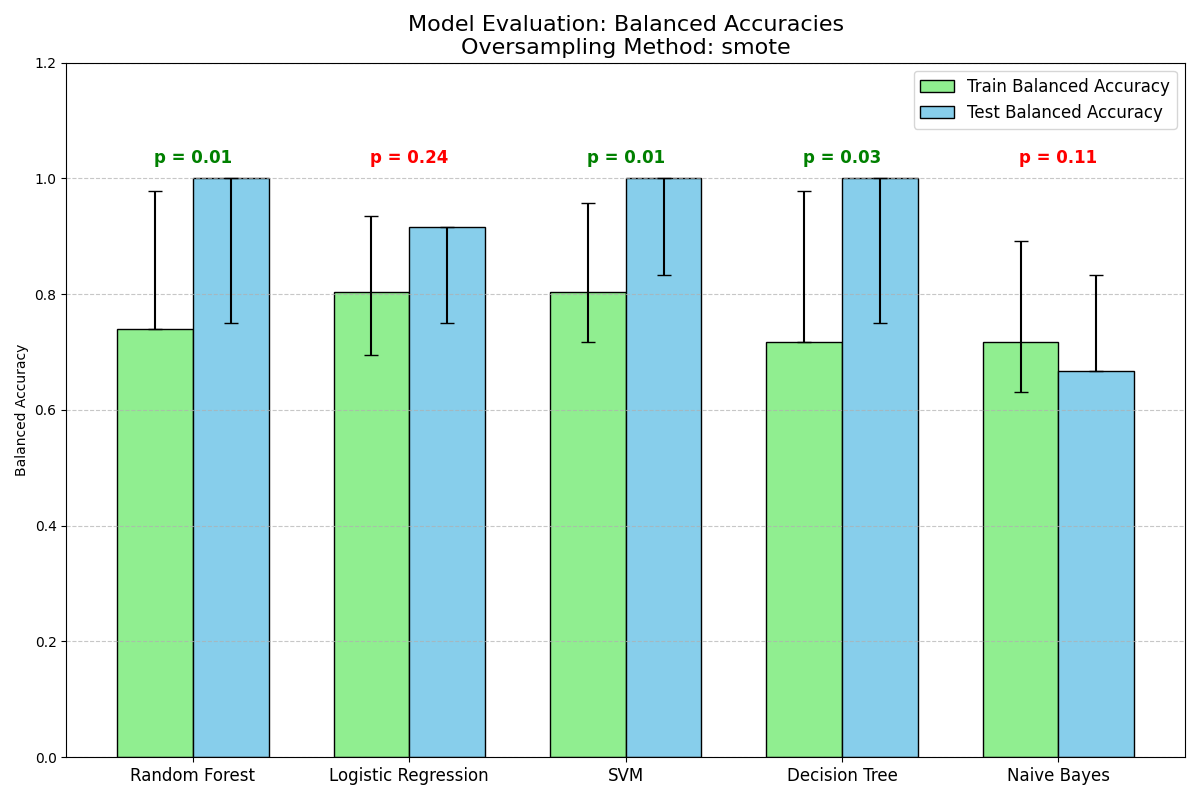 Model Evaluation: Balanced Accuracies
Oversampling Method: smote
Train Balanced Accuracy
Test Balanced Accuracy
p = 0.01
p = 0.24
p = 0.01
p = 0.03
p = 0.11
Balanced Accuracy
1.2
1.0
0.8
0.6
0.4
0.2
0.0
Random Forest
Logistic Regression
SVM
Decision Tree
Naive Bayes